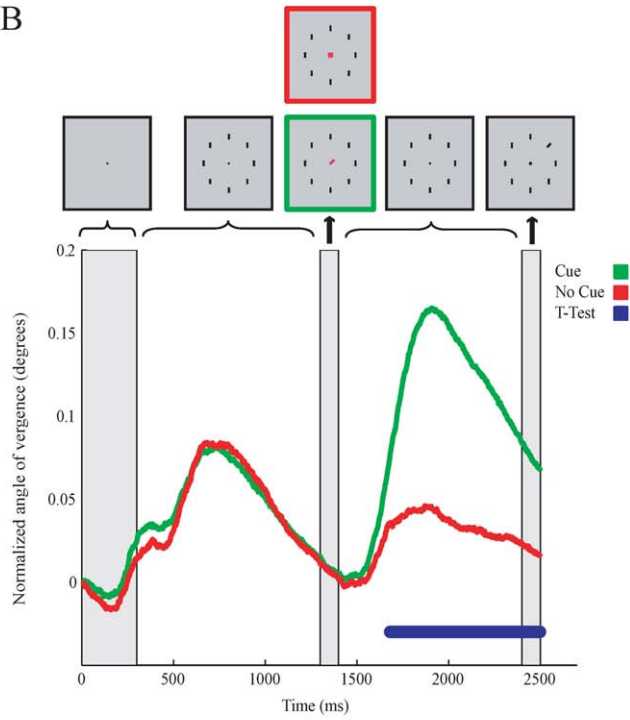 B
Cue
No Cue
T-Test
Normalized angle of vergence (degrees)
0.2
0.15
0.1
0.05
0
0
500
1000
1500
2000
2500
Time (ms)